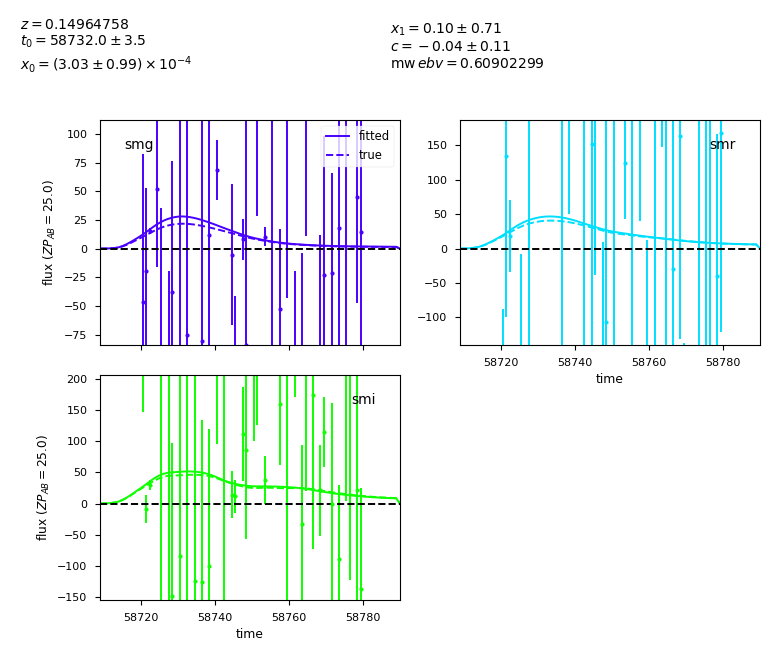 z = 0.14964758
t₀ = 58732.0 ± 3.5
x₀ = (3.03 ± 0.99) × 10⁻⁴
x₁ = 0.10 ± 0.71
c = −0.04 ± 0.11
mw ebv = 0.60902299
smg
fitted
true
flux (ZP_AB = 25.0)
100
75
50
25
0
−25
−50
−75
smr
150
100
50
0
−50
−100
58720
58740
58760
58780
time
smi
flux (ZP_AB = 25.0)
200
150
100
50
0
−50
−100
−150
58720
58740
58760
58780
time